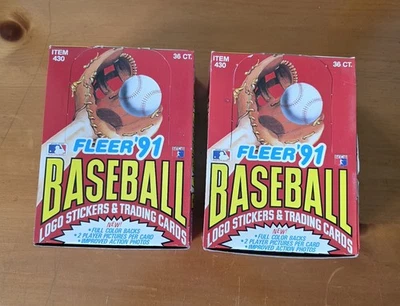 ITEM
430
36 CT.
FLEER '91
BASEBALL
LOGO STICKERS & TRADING CARDS
NEW!
• FULL COLOR BACKS
• 2 PLAYER PICTURES PER CARD
• IMPROVED ACTION PHOTOS
ITEM
430
36 CT.
FLEER '91
BASEBALL
LOGO STICKERS & TRADING CARDS
NEW!
• FULL COLOR BACKS
• 2 PLAYER PICTURES PER CARD
• IMPROVED ACTION PHOTOS